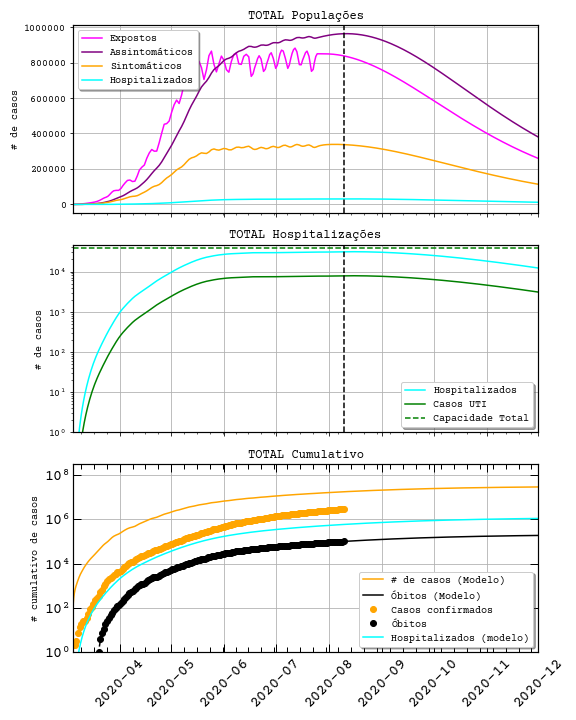 TOTAL Populações
1000000
800000
600000
400000
200000
0
# de casos
Expostos
Assintomáticos
Sintomáticos
Hospitalizados
TOTAL Hospitalizações
10⁴
10³
10²
10¹
10⁰
# de casos
Hospitalizados
Casos UTI
Capacidade Total
TOTAL Cumulativo
10⁸
10⁶
10⁴
10²
10⁰
# cumulativo de casos
# de casos (Modelo)
Óbitos (Modelo)
Casos confirmados
Óbitos
Hospitalizados (modelo)
2020-04
2020-05
2020-06
2020-07
2020-08
2020-09
2020-10
2020-11
2020-12